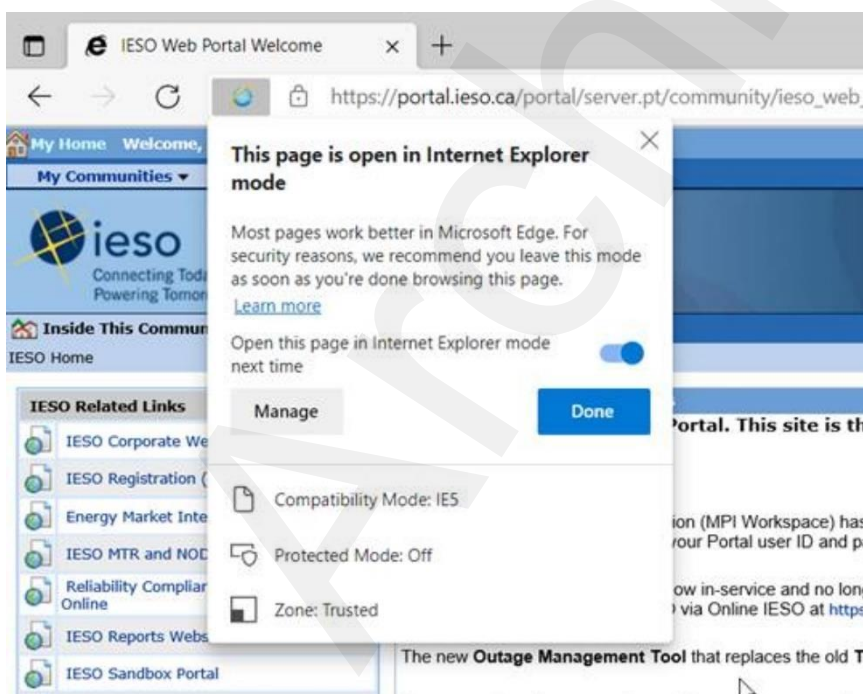 IESO Web Portal Welcome
https://portal.ieso.ca/portal/server.pt/community/ieso_web_
My Home Welcome,
My Communities
ieso
Connecting Toda
Powering Tomor
Inside This Commun
IESO Home
This page is open in Internet Explorer
mode
Most pages work better in Microsoft Edge. For
security reasons, we recommend you leave this mode
as soon as you're done browsing this page.
Learn more
Open this page in Internet Explorer mode
next time
Manage
Done
Compatibility Mode: IE5
Protected Mode: Off
Zone: Trusted
IESO Related Links
IESO Corporate We
IESO Registration (
Energy Market Inte
IESO MTR and NOD
Reliability Complian
Online
IESO Reports Webs
IESO Sandbox Portal
Portal. This site is th
ion (MPI Workspace) has
your Portal user ID and p
ow in-service and no long
via Online IESO at https
The new Outage Management Tool that replaces the old T